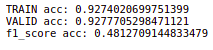 TRAIN acc: 0.9274020699751399
VALID acc: 0.9277705298471121
f1_score acc: 0.4812709144833479